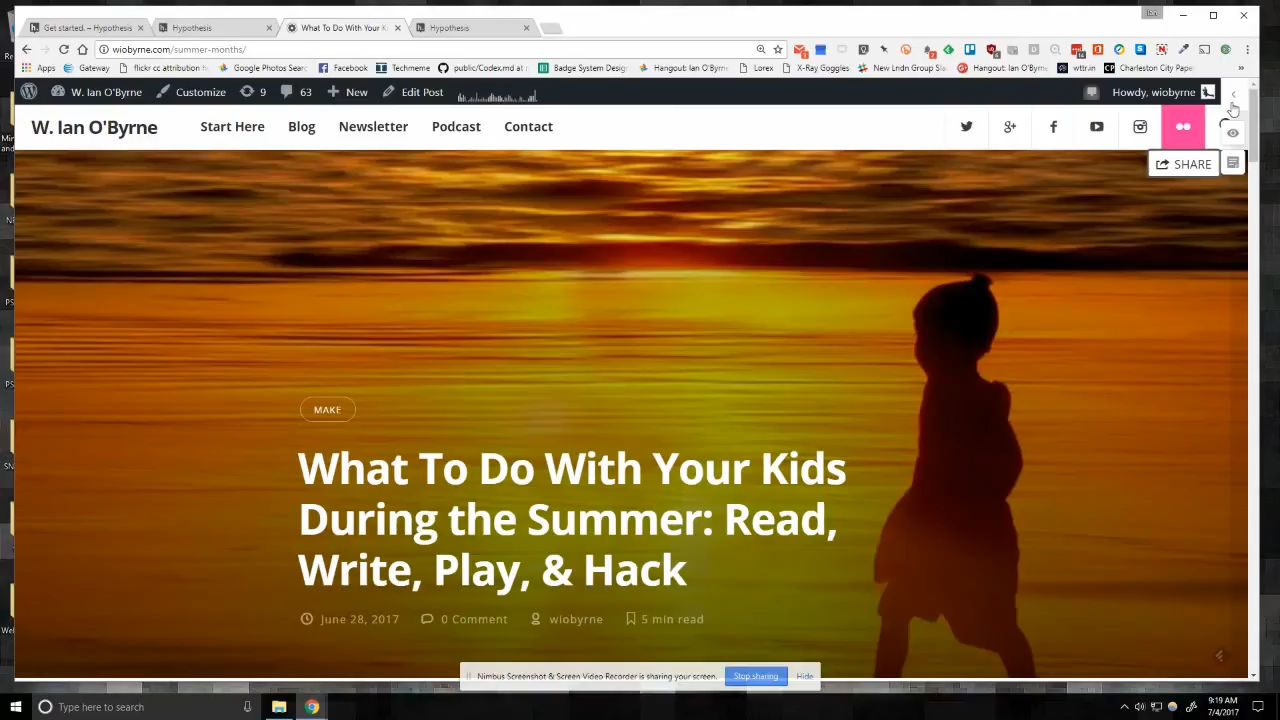 Get started. – Hypothesis
Hypothesis
What To Do With Your K
Hypothesis
wiobyrne.com/summer-months/
Apps
Gateway
flickr cc attribution h
Google Photos Searc
Facebook
Techmeme
public/Codex.md at m
Badge System Design
Hangout: Ian O'Byrne
Lorex
X-Ray Goggles
New Lndn Group Sla
Hangout: Ian O'Byrne
wttr.in
Charleston City Pape
»
W. Ian O'Byrne
Customize
9
63
New
Edit Post
Howdy, wiobyrne
W. Ian O'Byrne
Start Here
Blog
Newsletter
Podcast
Contact
SHARE
MAKE
What To Do With Your Kids
During the Summer: Read,
Write, Play, & Hack
June 28, 2017
0 Comment
wiobyrne
5 min read
Nimbus Screenshot & Screen Video Recorder is sharing your screen.
Stop sharing
Hide
Type here to search
9:19 AM
7/4/2017